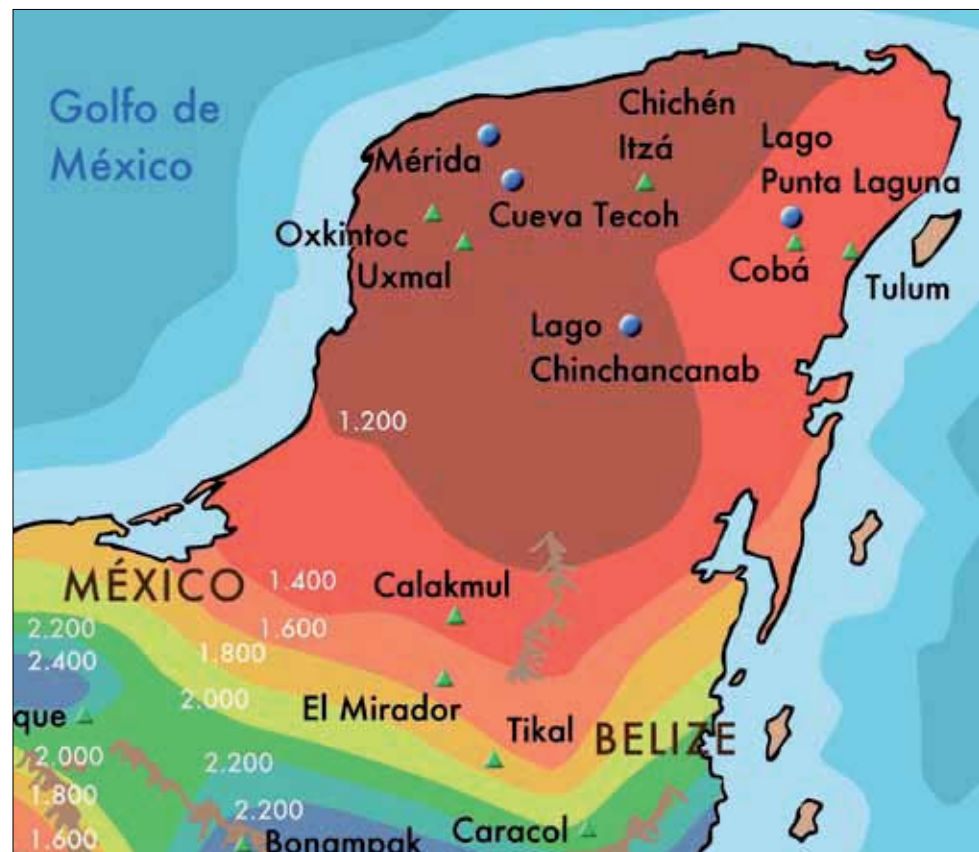 Golfo de
México
Chichén
Itzá
Lago
Punta Laguna
Mérida
Cueva Tecoh
Oxkintoc
Uxmal
Cobá
Tulum
Lago
Chinchancanab
1.200
MÉXICO
1.400
Calakmul
2.200
1.600
2.400
1.800
2.000
El Mirador
que
Tikal
BELIZE
2.000
2.200
1.800
2.200
Caracol
1.600
Bonampak